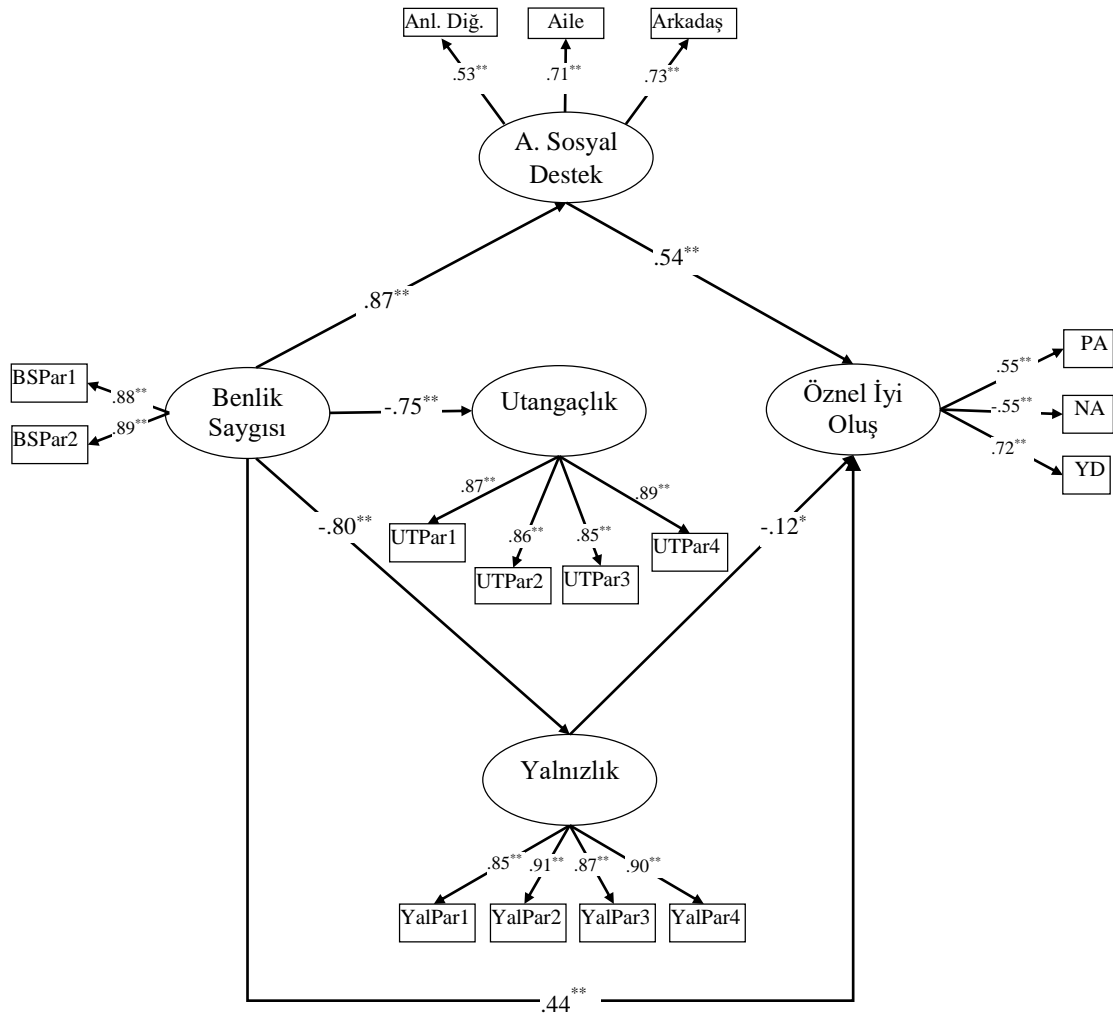 Anl. Diğ.
Aile
Arkadaş
.53**
.71**
.73**
A. Sosyal
Destek
.54**
.87**
PA
.55**
BSPar1
.88**
Benlik
Saygısı
-.75**
Utangaçlık
Öznel İyi
Oluş
-.55**
NA
BSPar2
.89**
.72**
YD
.87**
.89**
-.80**
-.12*
UTPar1
.86**
.85**
UTPar4
UTPar2
UTPar3
Yalnızlık
.85**
.91**
.87**
.90**
YalPar1
YalPar2
YalPar3
YalPar4
.44**